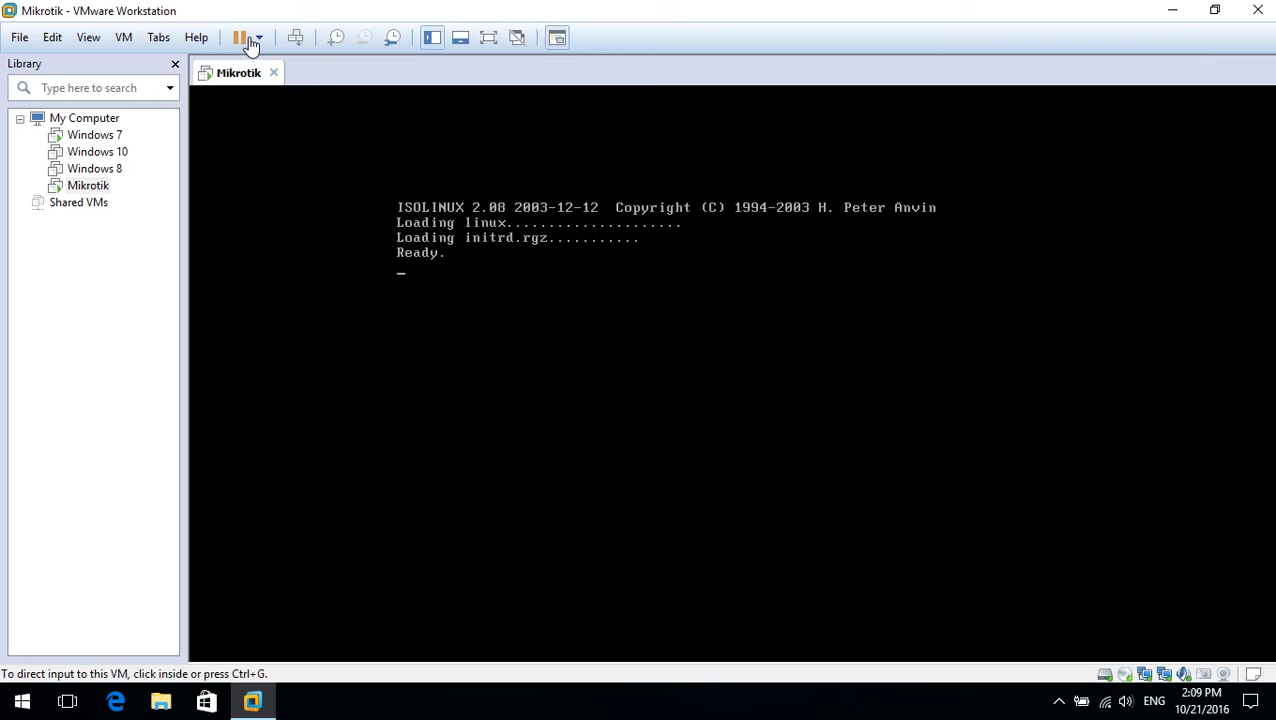 Mikrotik - VMware Workstation
File Edit View VM Tabs Help
Library
Type here to search
Mikrotik
My Computer
Windows 7
Windows 10
Windows 8
Mikrotik
Shared VMs
ISOLINUX 2.08 2003-12-12  Copyright (C) 1994-2003 H. Peter Anvin
Loading linux.....................
Loading initrd.rgz...........
Ready.
_
To direct input to this VM, click inside or press Ctrl+G.
ENG
2:09 PM
10/21/2016